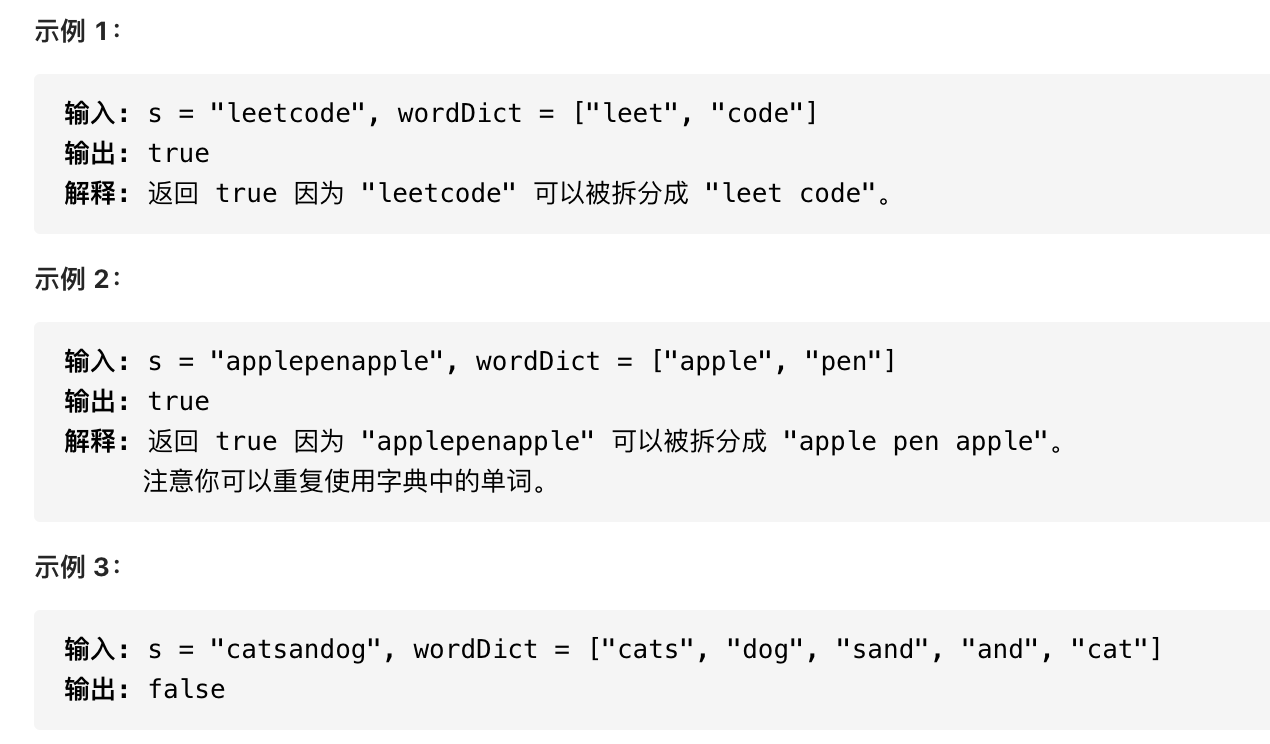 示例 1：
输入: s = "leetcode", wordDict = ["leet", "code"]
输出: true
解释: 返回 true 因为 "leetcode" 可以被拆分成 "leet code"。
示例 2：
输入: s = "applepenapple", wordDict = ["apple", "pen"]
输出: true
解释: 返回 true 因为 "applepenapple" 可以被拆分成 "apple pen apple"。
注意你可以重复使用字典中的单词。
示例 3：
输入: s = "catsandog", wordDict = ["cats", "dog", "sand", "and", "cat"]
输出: false